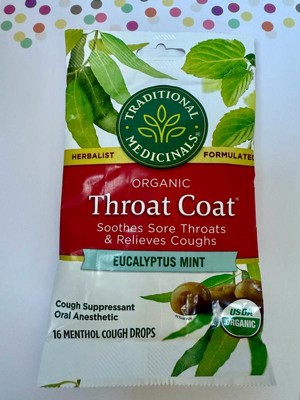 TRADITIONAL
MEDICINALS®
HERBALIST FORMULATED
ORGANIC
Throat Coat®
Soothes Sore Throats
& Relieves Coughs
EUCALYPTUS MINT
Cough Suppressant
Oral Anesthetic
16 MENTHOL COUGH DROPS
USDA
ORGANIC